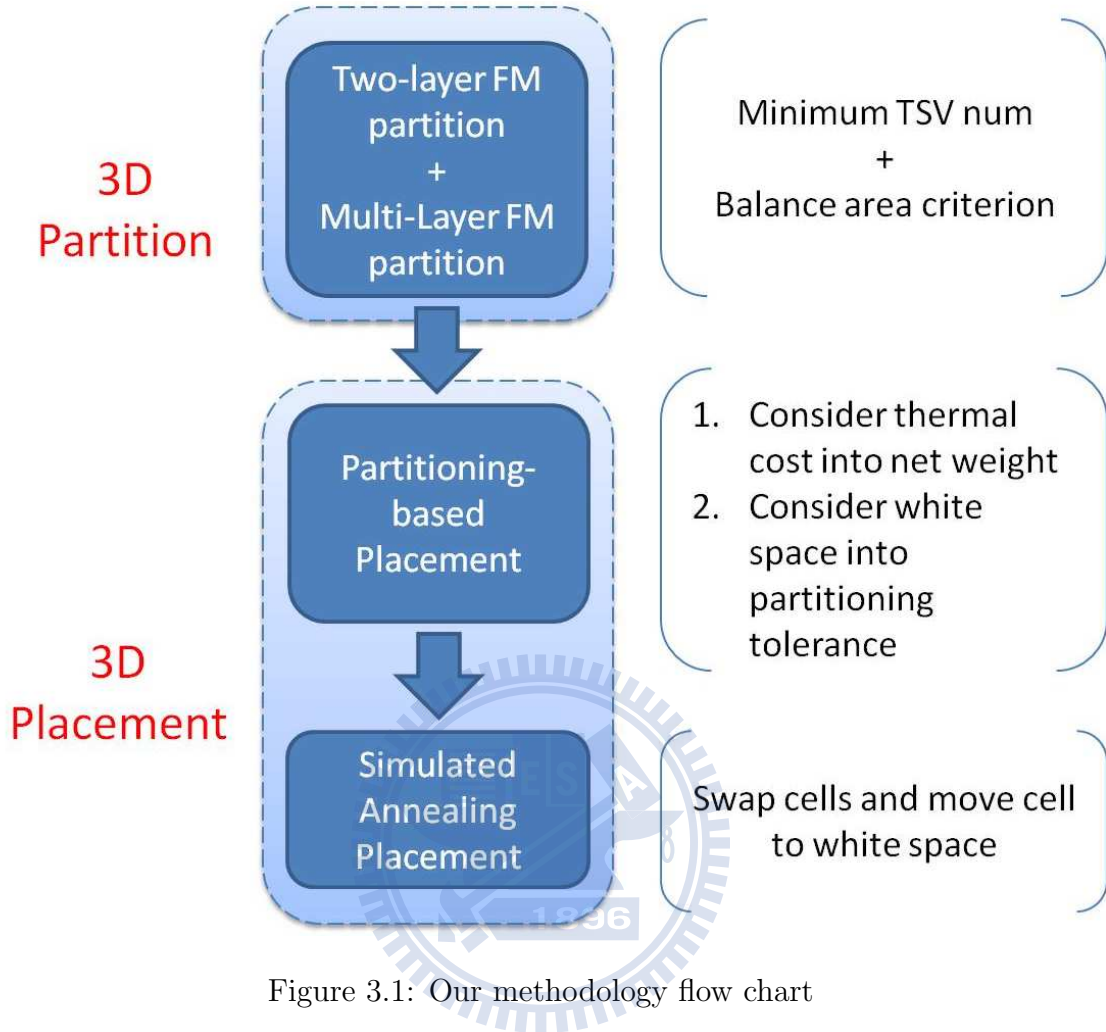 3D
Partition
Two-layer FM
partition
+
Multi-Layer FM
partition
Minimum TSV num
+
Balance area criterion
3D
Placement
Partitioning-
based
Placement
1. Consider thermal
cost into net weight
2. Consider white
space into
partitioning
tolerance
Simulated
Annealing
Placement
Swap cells and move cell
to white space
E S A
8
1896
Figure 3.1: Our methodology flow chart